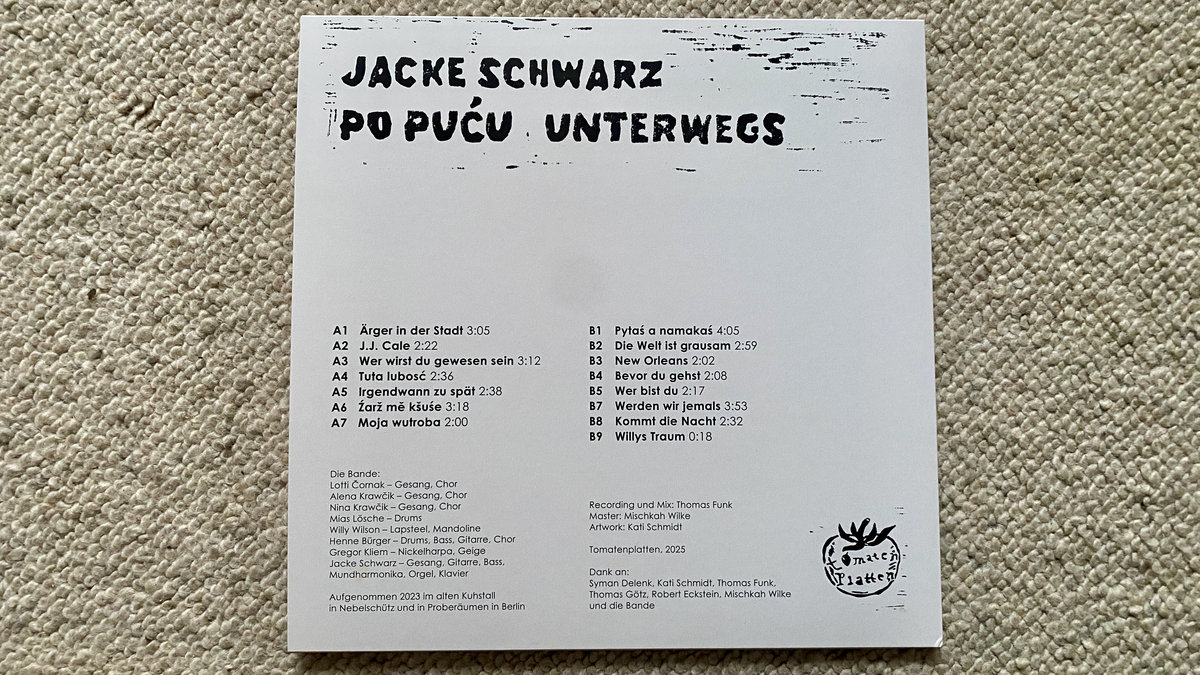 JACKE SCHWARZ
PO PUĆU . UNTERWEGS
A1 Ärger in der Stadt 3:05
A2 J.J. Cale 2:22
A3 Wer wirst du gewesen sein 3:12
A4 Tuta lubosć 2:36
A5 Irgendwann zu spät 2:38
A6 Źarž mě kšuśe 3:18
A7 Moja wutroba 2:00
B1 Pytaś a namakaś 4:05
B2 Die Welt ist grausam 2:59
B3 New Orleans 2:02
B4 Bevor du gehst 2:08
B5 Wer bist du 2:17
B7 Werden wir jemals 3:53
B8 Kommt die Nacht 2:32
B9 Willys Traum 0:18
Die Bande:
Lotti Čornak – Gesang, Chor
Alena Krawčik – Gesang, Chor
Nina Krawčik – Gesang, Chor
Mias Lösche – Drums
Willy Wilson – Lapsteel, Mandoline
Henne Bürger – Drums, Bass, Gitarre, Chor
Gregor Kliem – Nickelharpa, Geige
Jacke Schwarz – Gesang, Gitarre, Bass,
Mundharmonika, Orgel, Klavier
Aufgenommen 2023 im alten Kuhstall
in Nebelschütz und in Proberäumen in Berlin
Recording und Mix: Thomas Funk
Master: Mischkah Wilke
Artwork: Kati Schmidt
Tomatenplatten, 2025
Dank an:
Syman Delenk, Kati Schmidt, Thomas Funk,
Thomas Götz, Robert Eckstein, Mischkah Wilke
und die Bande
tomaten
Platten